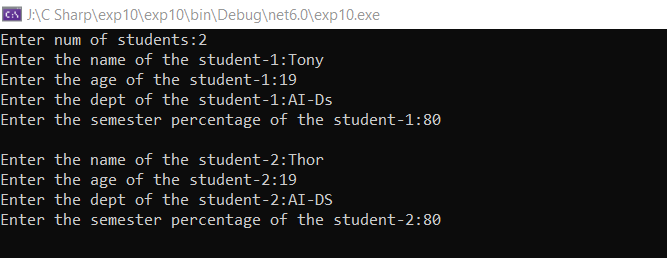 J:\C Sharp\exp10\exp10\bin\Debug\net6.0\exp10.exe
Enter num of students:2
Enter the name of the student-1:Tony
Enter the age of the student-1:19
Enter the dept of the student-1:AI-Ds
Enter the semester percentage of the student-1:80
Enter the name of the student-2:Thor
Enter the age of the student-2:19
Enter the dept of the student-2:AI-DS
Enter the semester percentage of the student-2:80